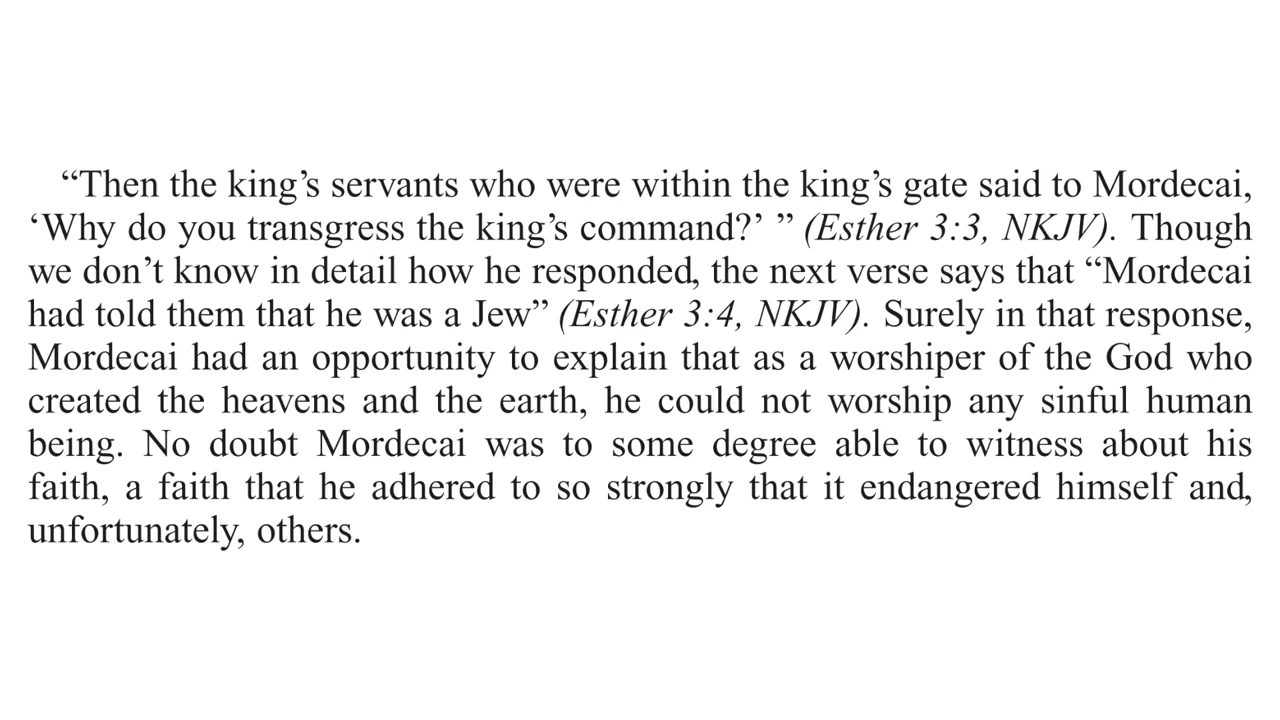 “Then the king’s servants who were within the king’s gate said to Mordecai,
‘Why do you transgress the king’s command?’ ” (Esther 3:3, NKJV). Though
we don’t know in detail how he responded, the next verse says that “Mordecai
had told them that he was a Jew” (Esther 3:4, NKJV). Surely in that response,
Mordecai had an opportunity to explain that as a worshiper of the God who
created the heavens and the earth, he could not worship any sinful human
being. No doubt Mordecai was to some degree able to witness about his
faith, a faith that he adhered to so strongly that it endangered himself and,
unfortunately, others.